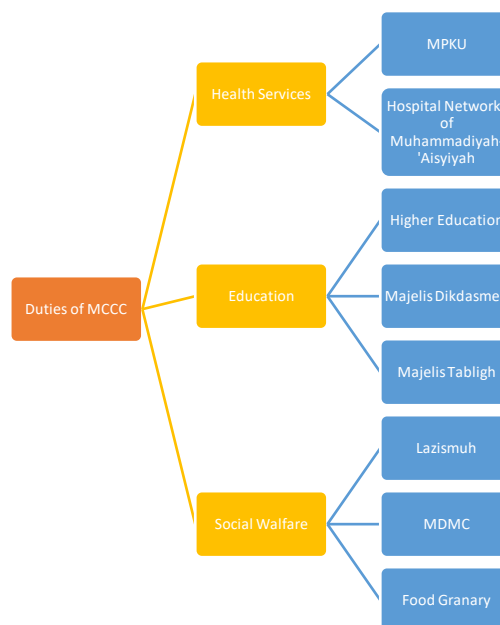 Duties of MCCC
Health Services
MPKU
Hospital Network
of
Muhammadiyah-
'Aisyiyah
Education
Higher Education
Majelis Dikdasme
Majelis Tabligh
Social Walfare
Lazismuh
MDMC
Food Granary